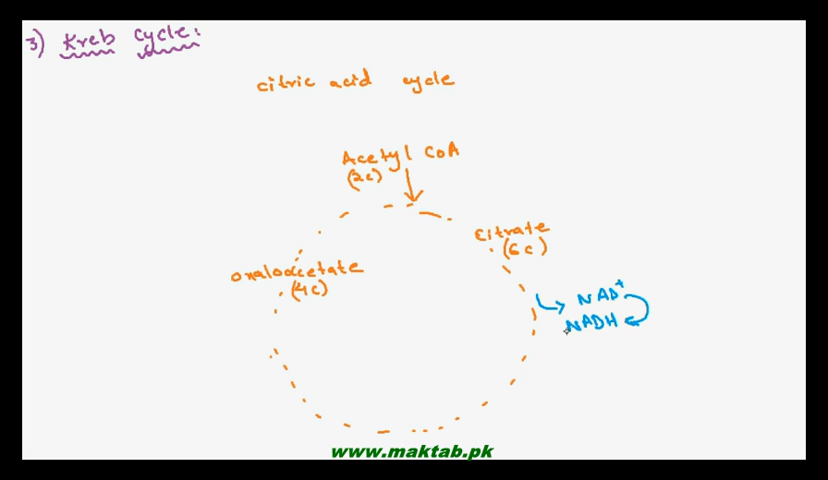 3) Kreb Cycle:
citric acid cycle
Acetyl CoA
(2c)
Citrate
(6c)
Oxaloacetate
(4c)
NAD+
NADH
www.maktab.pk